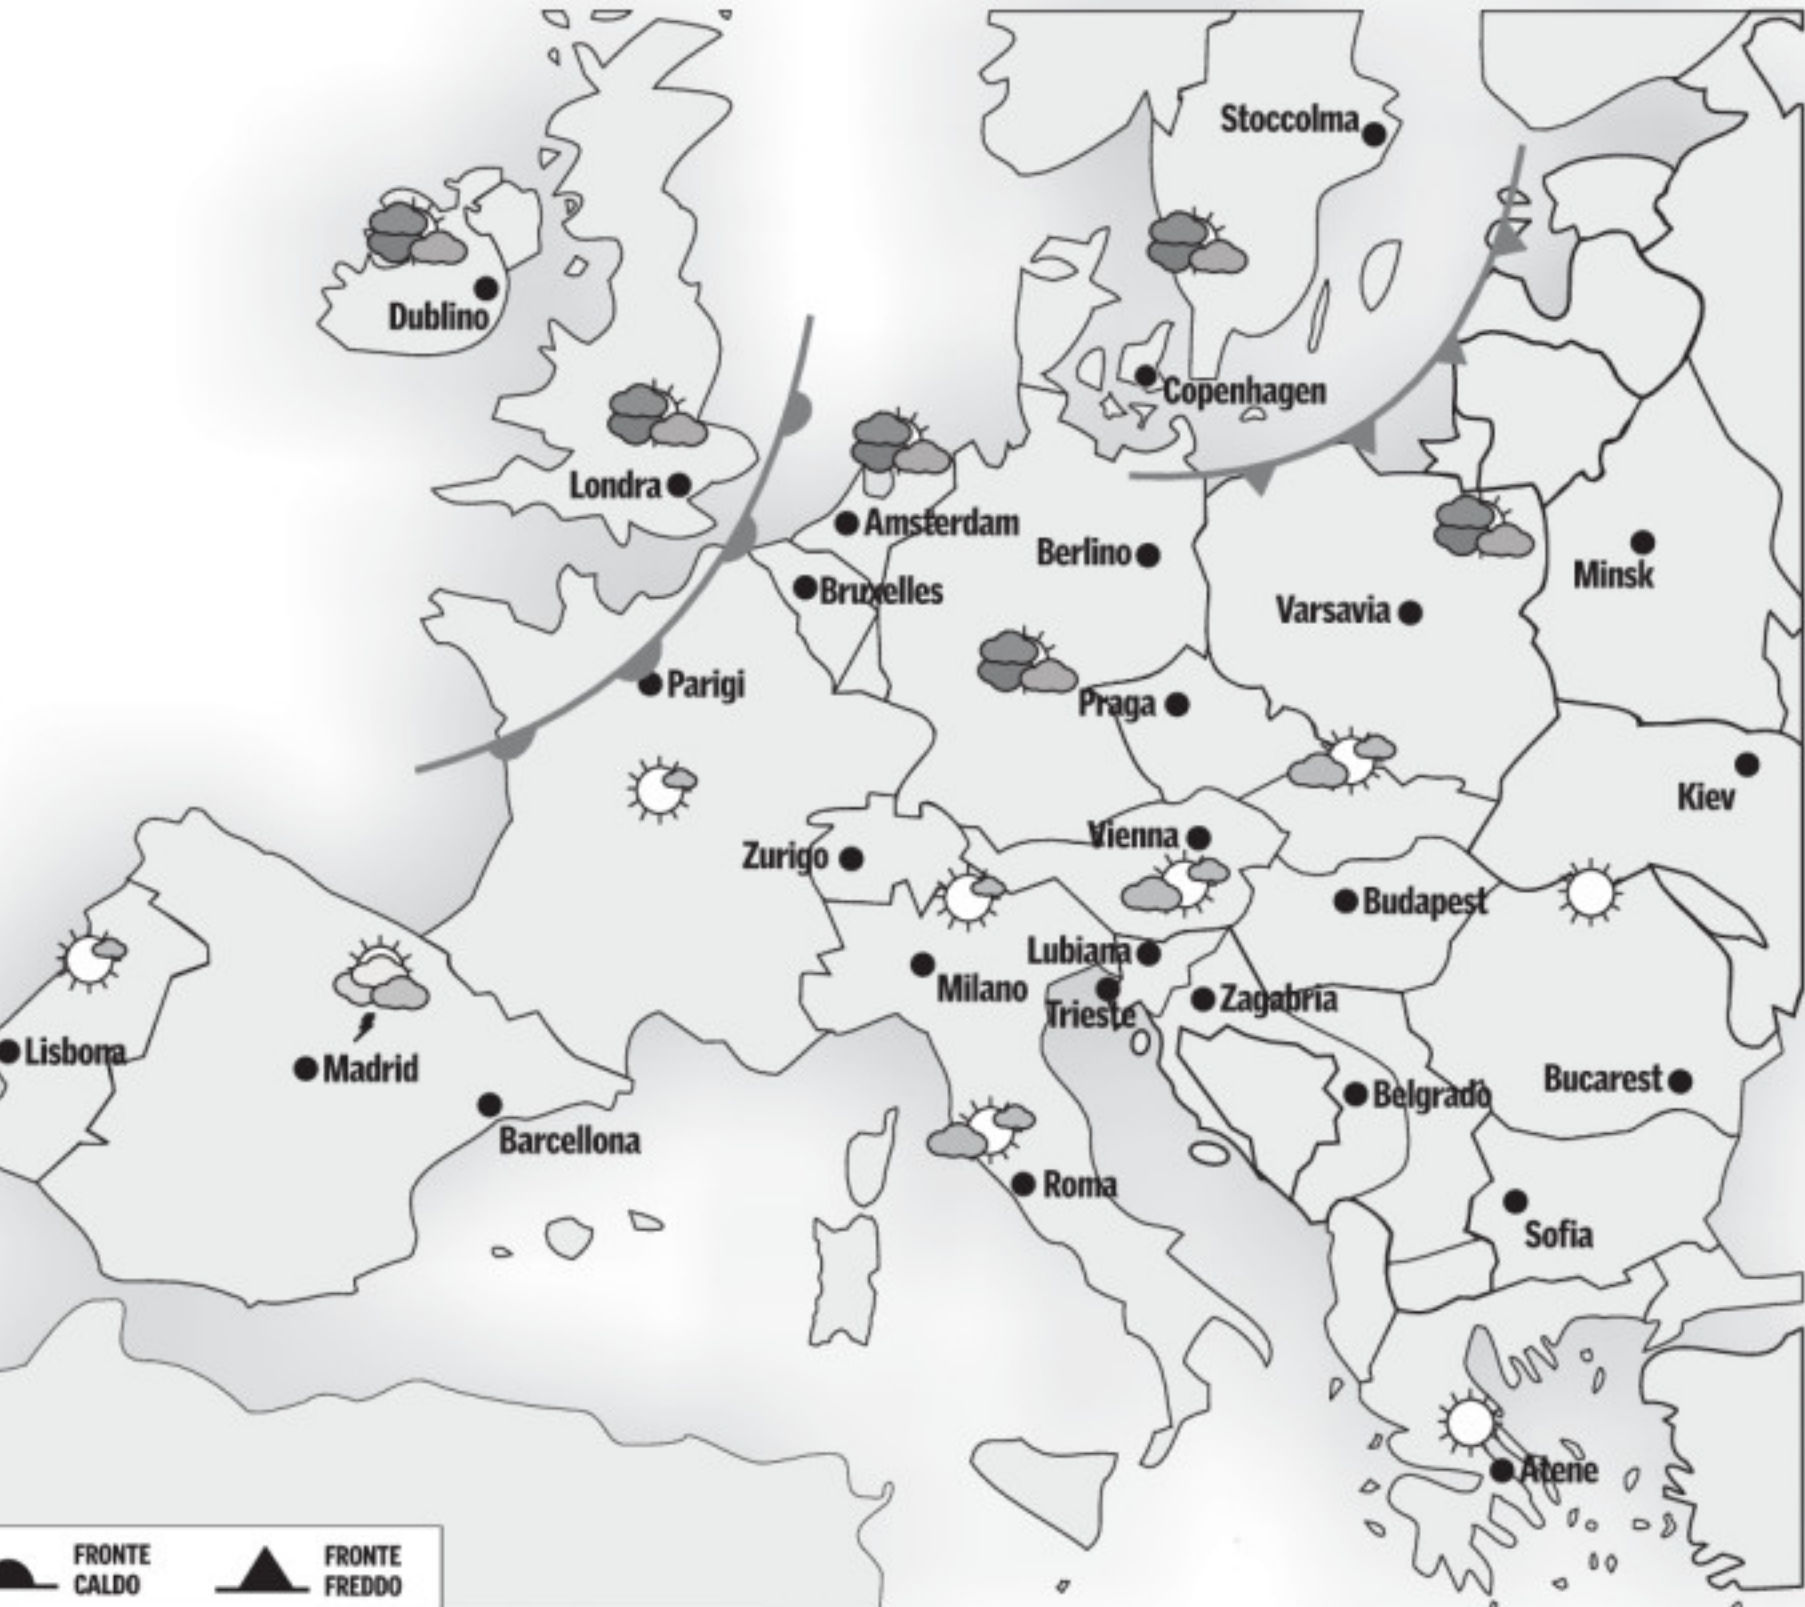 Stoccolma
Dublino
Copenhagen
Londra
Amsterdam
Berlino
Minsk
Bruxelles
Varsavia
Parigi
Praga
Kiev
Vienna
Zurigo
Budapest
Lubiana
Milano
Zagabria
Trieste
Lisbona
Madrid
Bucarest
Belgrado
Barcellona
Roma
Sofia
Atene
FRONTE
CALDO
FRONTE
FREDDO